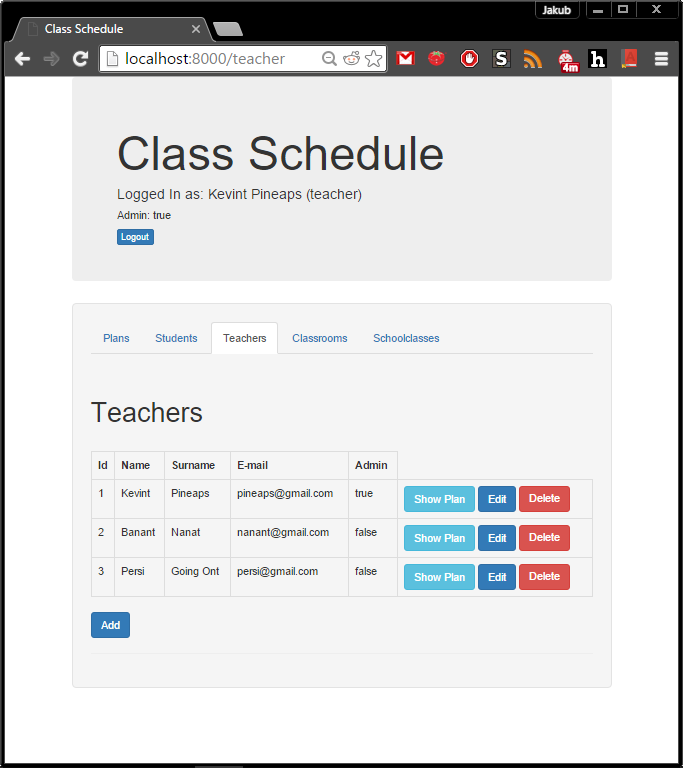 Jakub
Class Schedule
localhost:8000/teacher
S 4m h A
Class Schedule
Logged In as: Kevint Pineaps (teacher)
Admin: true
Logout
Plans Students Teachers Classrooms Schoolclasses
Teachers
Id Name Surname E-mail Admin
1 Kevint Pineaps pineaps@gmail.com true Show Plan Edit Delete
2 Banant Nanat nanant@gmail.com false Show Plan Edit Delete
3 Persi Going Ont persi@gmail.com false Show Plan Edit Delete
Add